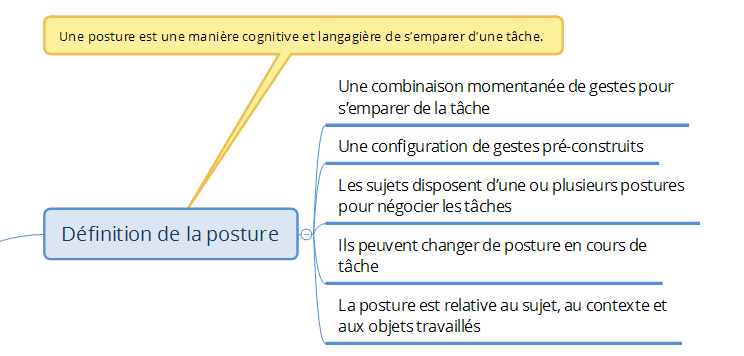 Une posture est une manière cognitive et langagière de s’emparer d’une tâche.
Une combinaison momentanée de gestes pour
s’emparer de la tâche
Une configuration de gestes pré-construits
Les sujets disposent d’une ou plusieurs postures
pour négocier les tâches
Définition de la posture
Ils peuvent changer de posture en cours de
tâche
La posture est relative au sujet, au contexte et
aux objets travaillés